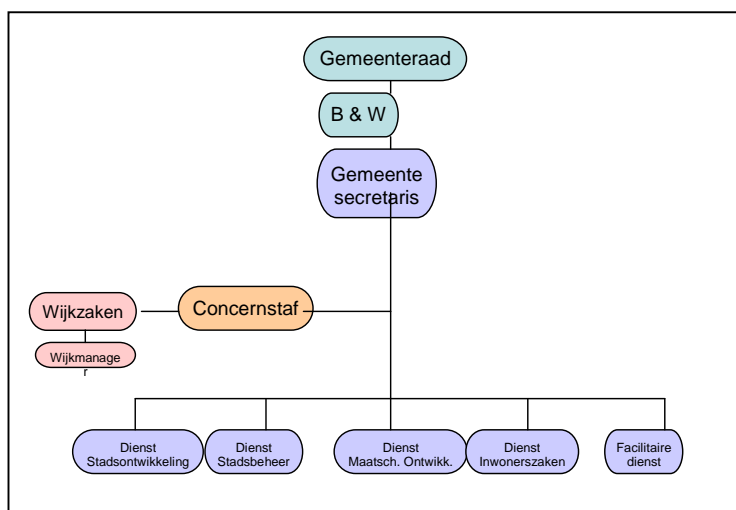 Gemeenteraad
B & W
Gemeente
secretaris
Wijkzaken
Concernstaf
Wijkmanage
r
Dienst
Stadsontwikkeling
Dienst
Stadsbeheer
Dienst
Maatsch. Ontwikk.
Dienst
Inwonerszaken
Facilitaire
dienst